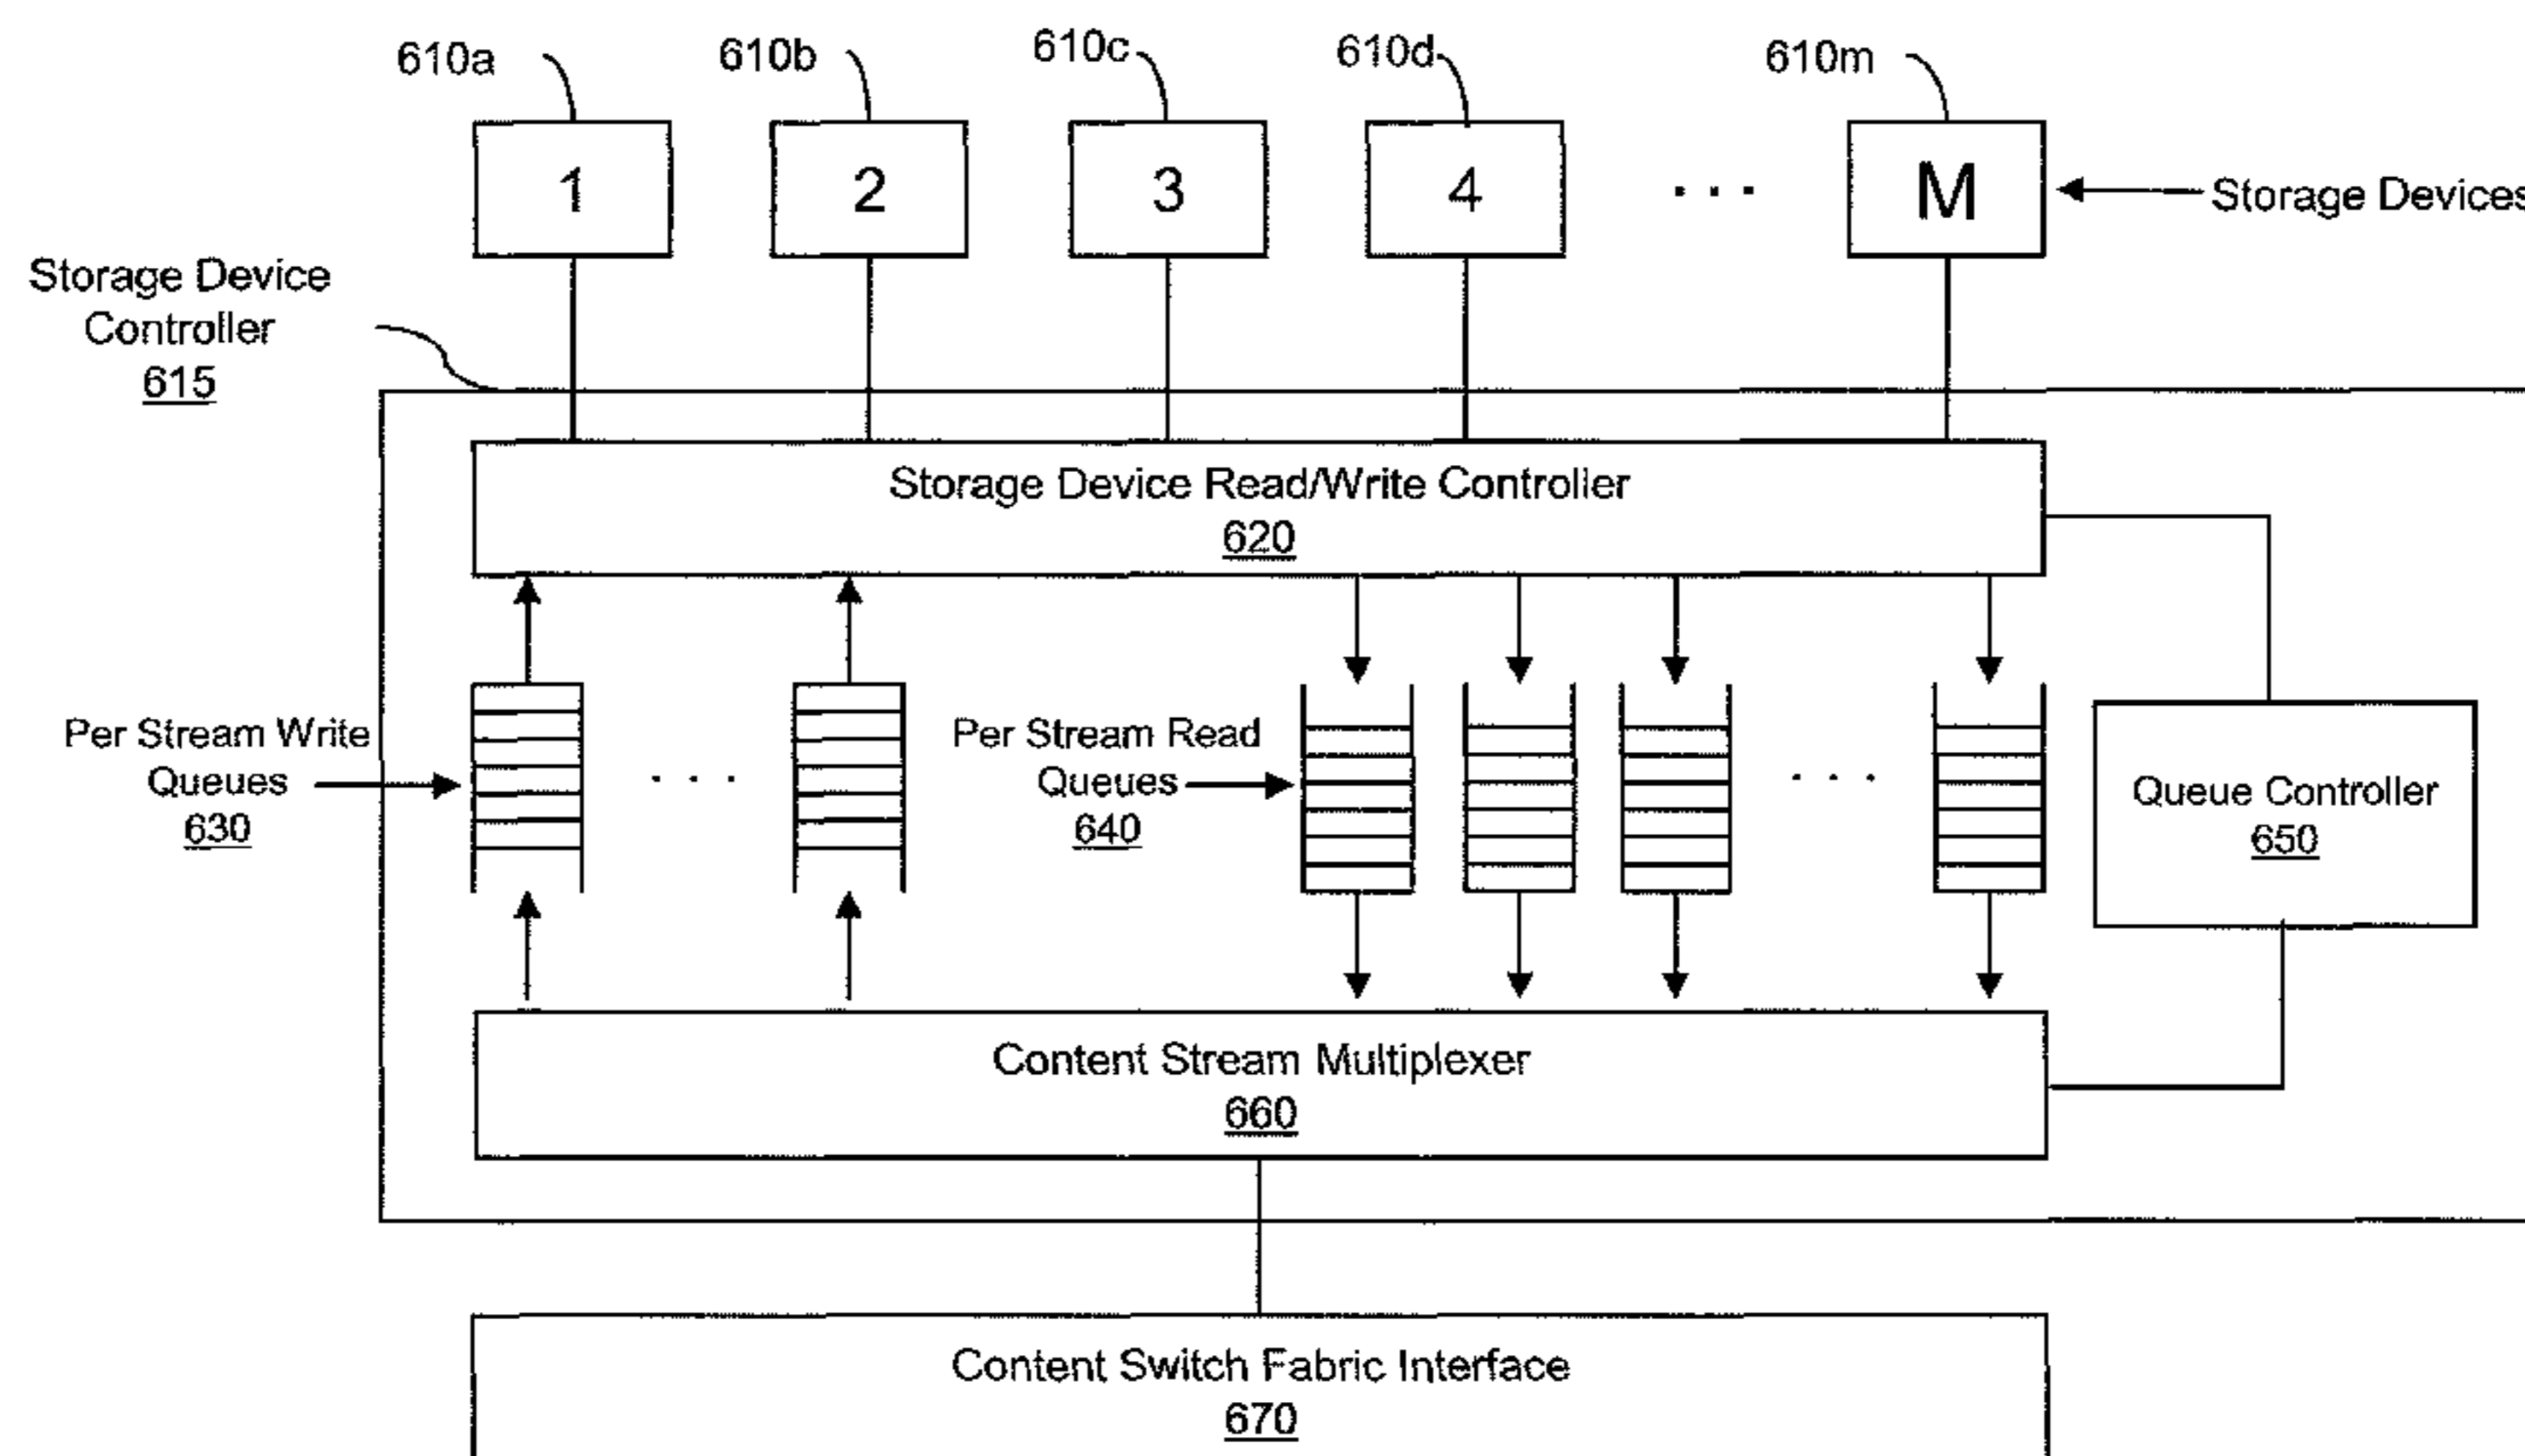 610a 610b 610c 610d 610m
1 2 3 4 . . . M Storage Devices
Storage Device
Controller
615
Storage Device Read/Write Controller
620
Per Stream Write
Queues
630
. . .
Per Stream Read
Queues
640
. . .
Queue Controller
650
Content Stream Multiplexer
660
Content Switch Fabric Interface
670